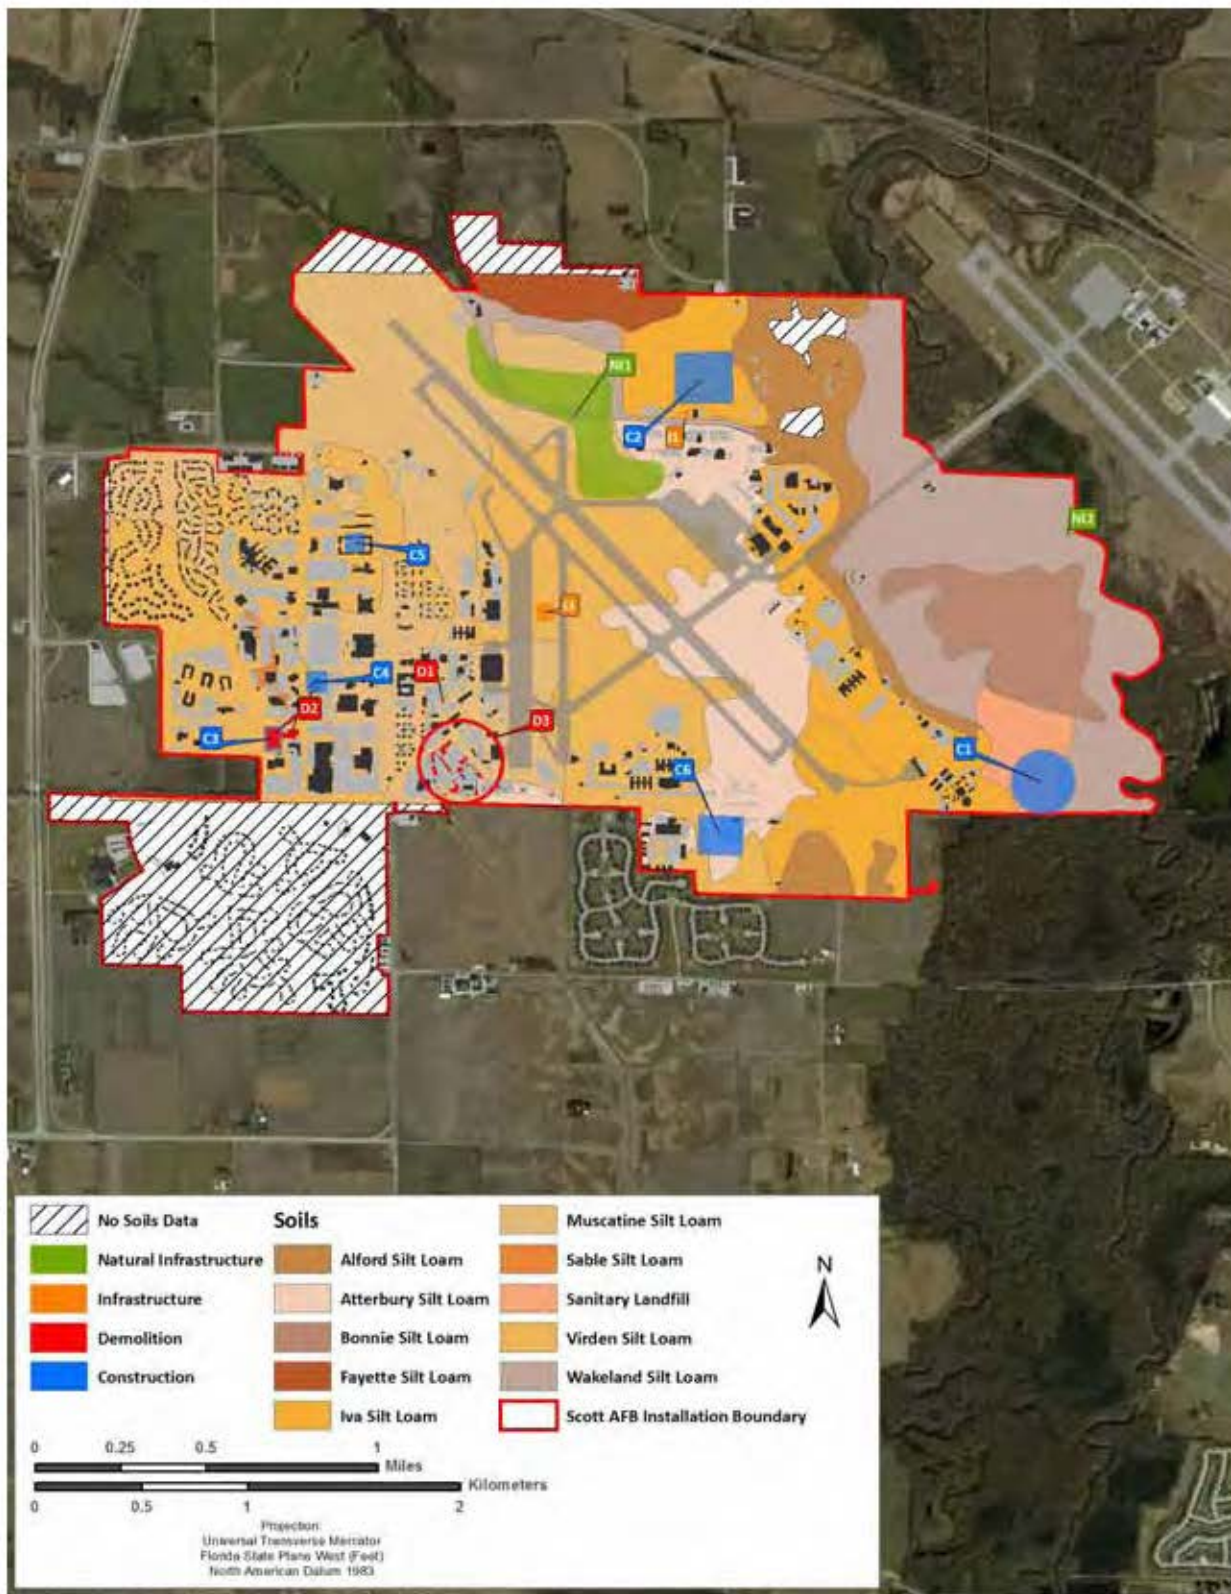 NI1
C2
I1
NI2
C5
C4
D1
D2
D3
C3
C6
C1
No Soils Data
Natural Infrastructure
Infrastructure
Demolition
Construction
Soils
Alford Silt Loam
Atterbury Silt Loam
Bonnie Silt Loam
Fayette Silt Loam
Iva Silt Loam
Muscatine Silt Loam
Sable Silt Loam
Sanitary Landfill
Virden Silt Loam
Wakeland Silt Loam
Scott AFB Installation Boundary
N
0 0.25 0.5 1
Miles
Kilometers
0 0.5 1 2
Projection:
Universal Transverse Mercator
Florida State Plane West (Feet)
North American Datum 1983